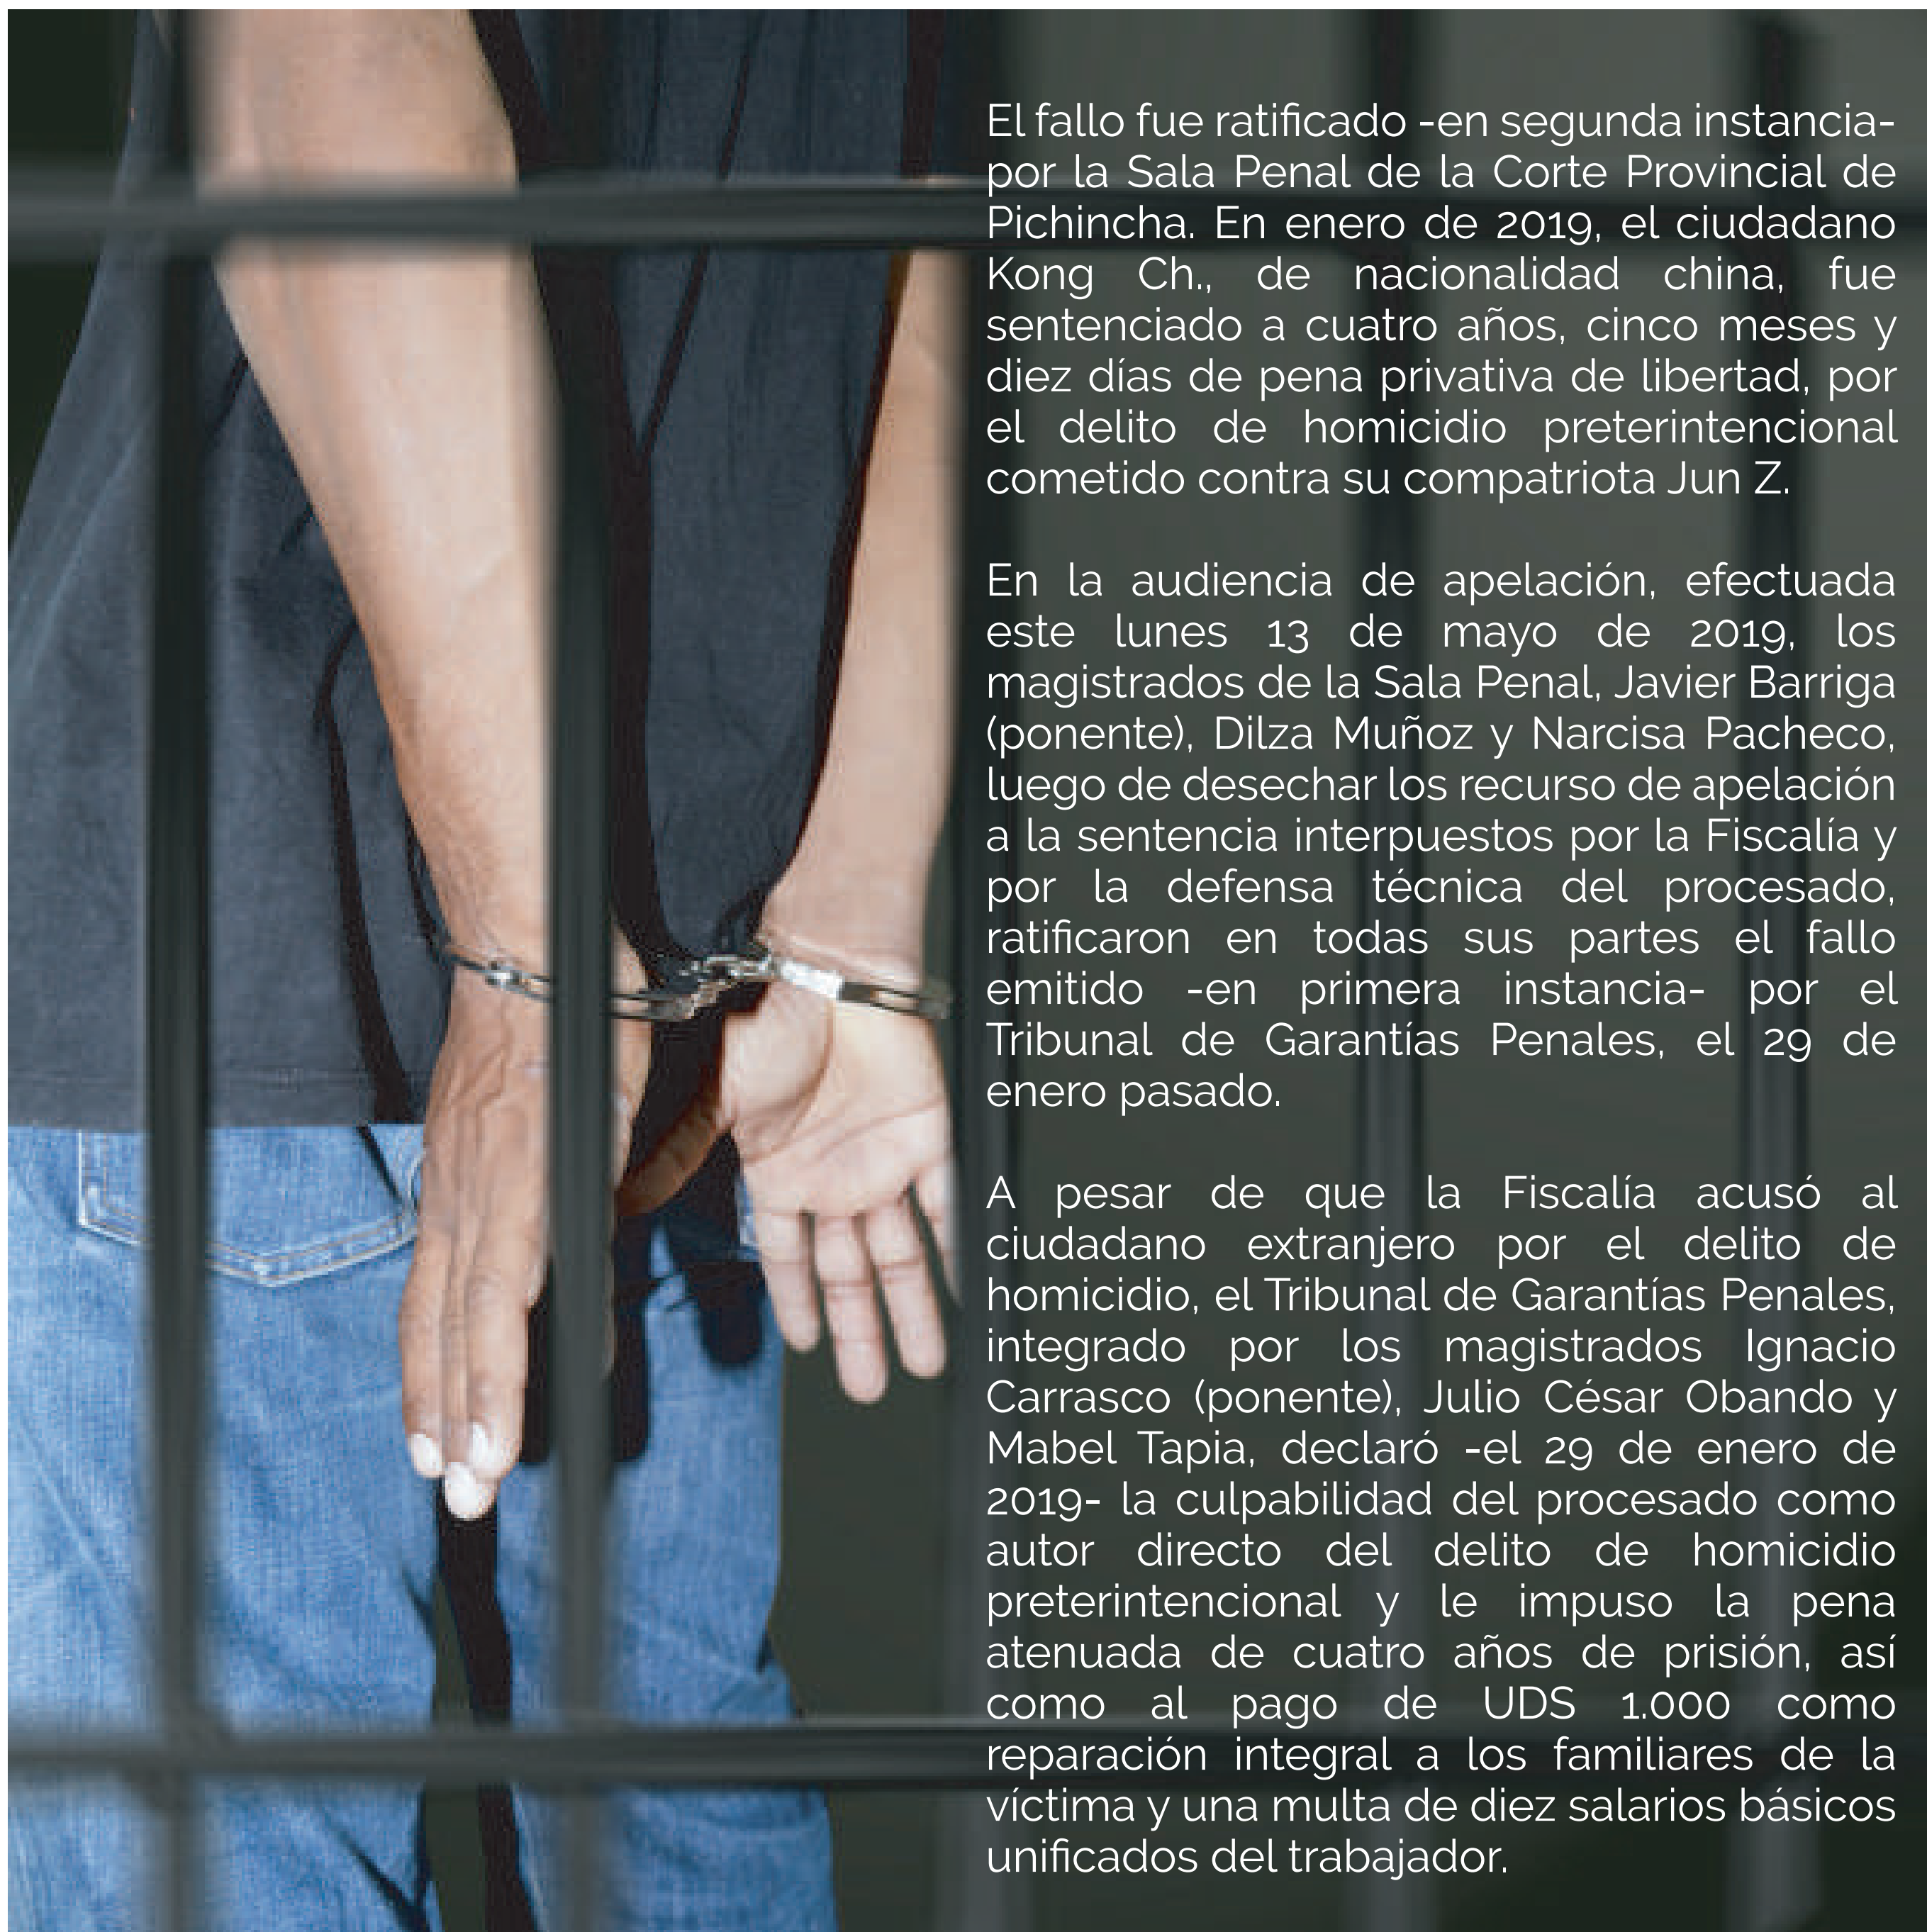 El fallo fue ratificado -en segunda instancia-
por la Sala Penal de la Corte Provincial de
Pichincha. En enero de 2019, el ciudadano
Kong Ch., de nacionalidad china, fue
sentenciado a cuatro años, cinco meses y
diez días de pena privativa de libertad, por
el delito de homicidio preterintencional
cometido contra su compatriota Jun Z.

En la audiencia de apelación, efectuada
este lunes 13 de mayo de 2019, los
magistrados de la Sala Penal, Javier Barriga
(ponente), Dilza Muñoz y Narcisa Pacheco,
luego de desechar los recurso de apelación
a la sentencia interpuestos por la Fiscalía y
por la defensa técnica del procesado,
ratificaron en todas sus partes el fallo
emitido -en primera instancia- por el
Tribunal de Garantías Penales, el 29 de
enero pasado.

A pesar de que la Fiscalía acusó al
ciudadano extranjero por el delito de
homicidio, el Tribunal de Garantías Penales,
integrado por los magistrados Ignacio
Carrasco (ponente), Julio César Obando y
Mabel Tapia, declaró -el 29 de enero de
2019- la culpabilidad del procesado como
autor directo del delito de homicidio
preterintencional y le impuso la pena
atenuada de cuatro años de prisión, así
como al pago de UDS 1.000 como
reparación integral a los familiares de la
víctima y una multa de diez salarios básicos
unificados del trabajador.